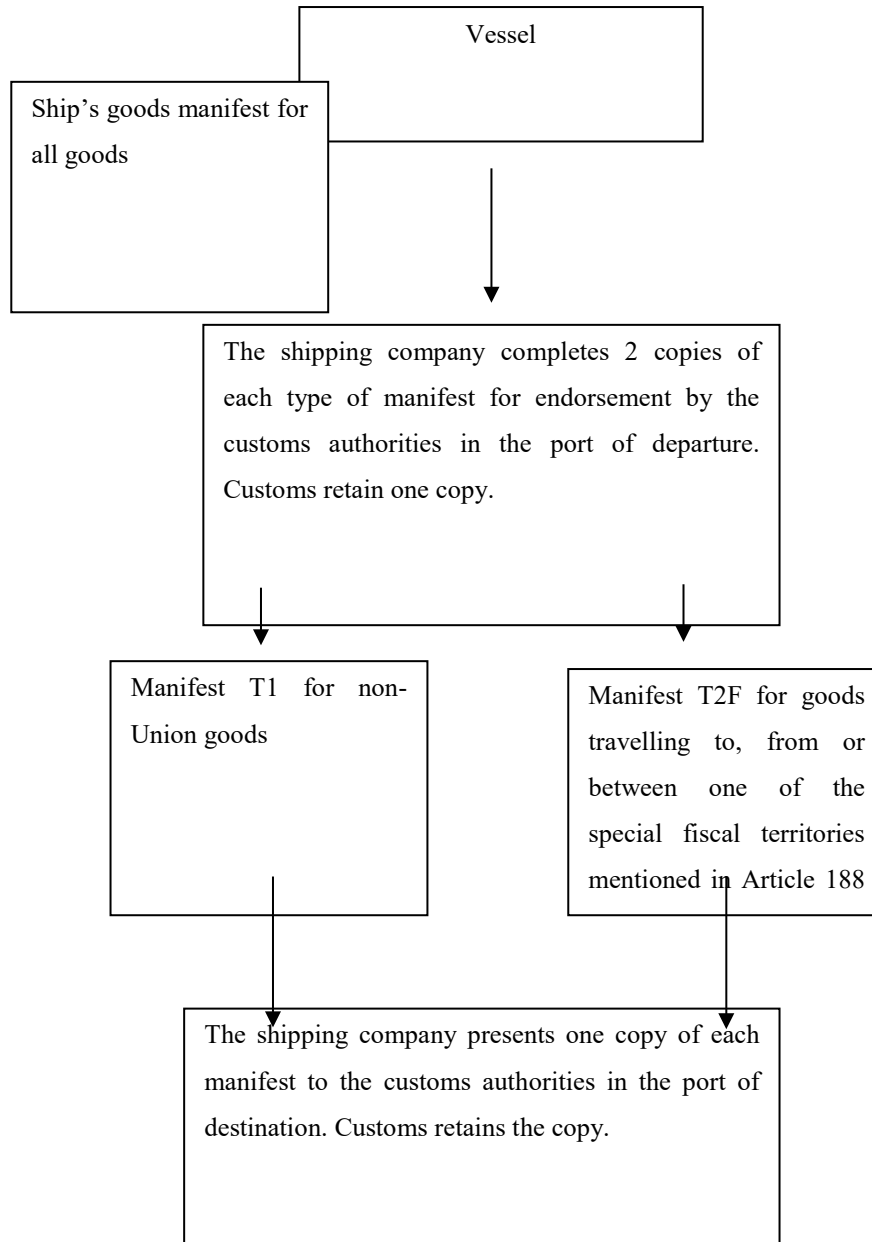 Vessel
Ship’s goods manifest for
all goods
The shipping company completes 2 copies of
each type of manifest for endorsement by the
customs authorities in the port of departure.
Customs retain one copy.
Manifest T1 for non-
Union goods
Manifest T2F for goods
travelling to, from or
between one of the
special fiscal territories
mentioned in Article 188
The shipping company presents one copy of each
manifest to the customs authorities in the port of
destination. Customs retains the copy.